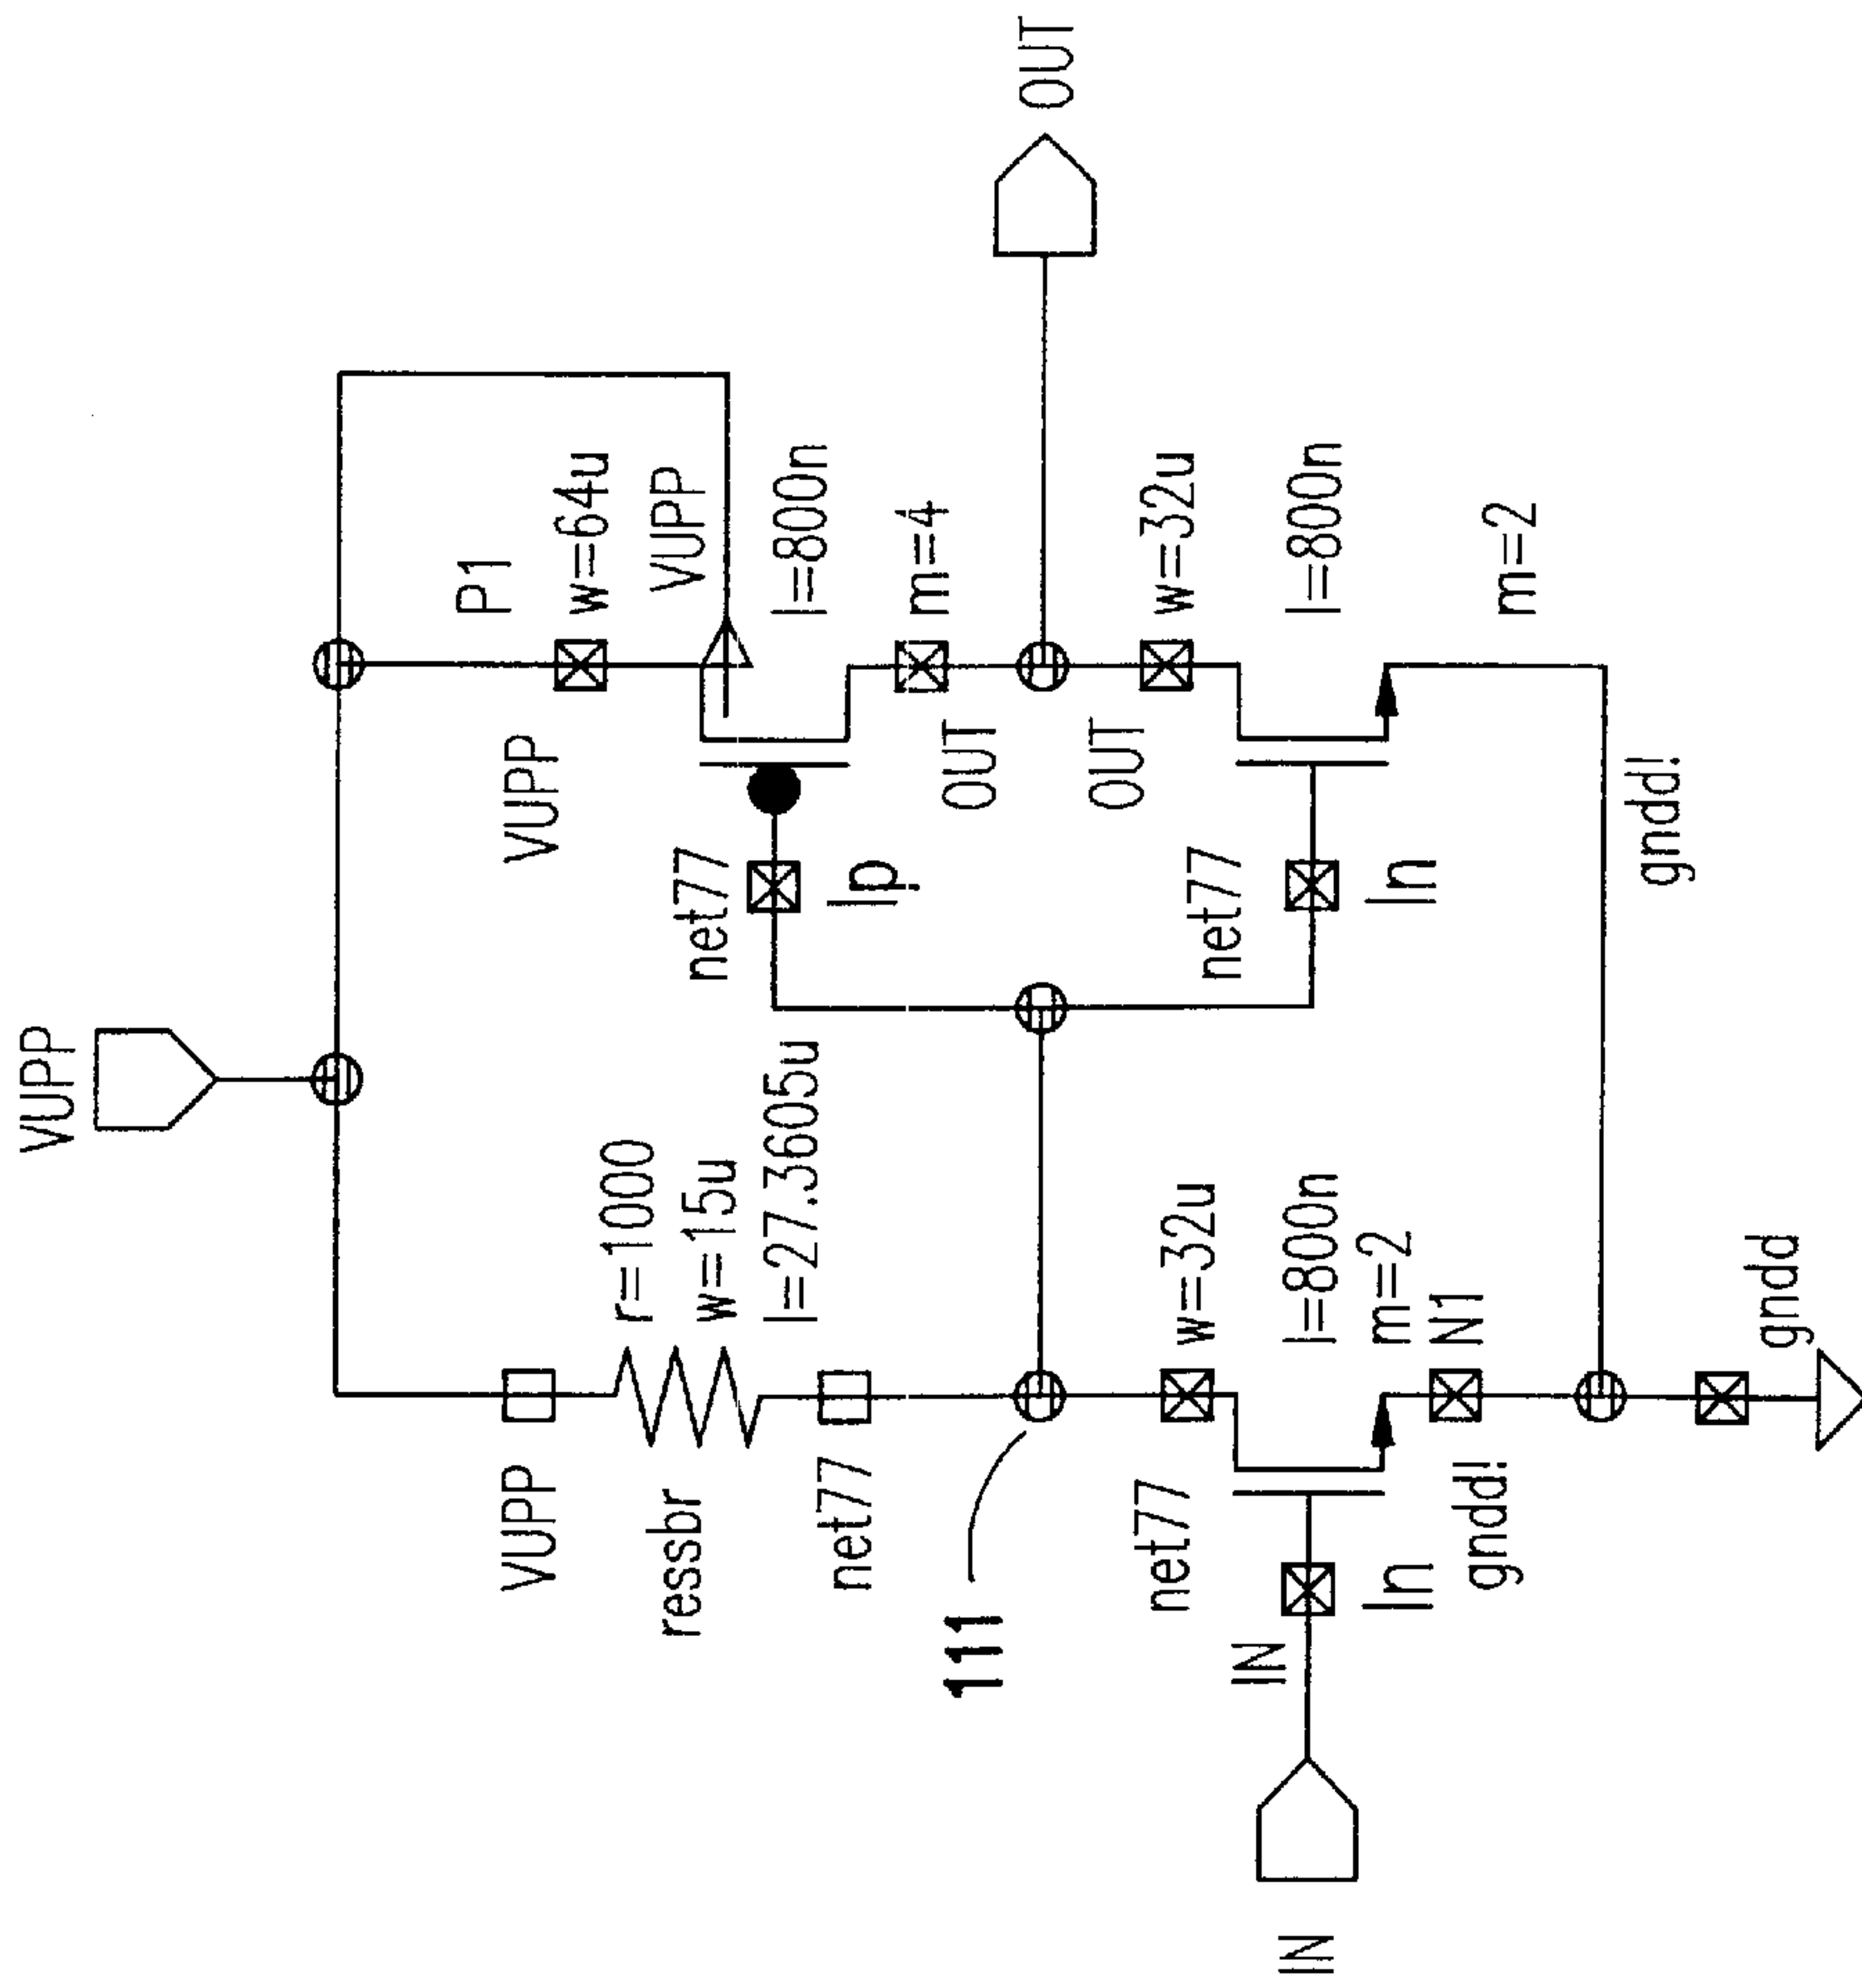 VUPP
OUT
P1
w=64u
VUPP
VUPP
l=800n
m=4
net77
lp
OUT
OUT
w=32u
l=800n
m=2
net77
ln
gndd!
VUPP
r=1000
w=15u
l=27.3605u
ressbr
net77
111
w=32u
l=800n
m=2
N1
net77
ln
gndd!
gndd
IN
IN